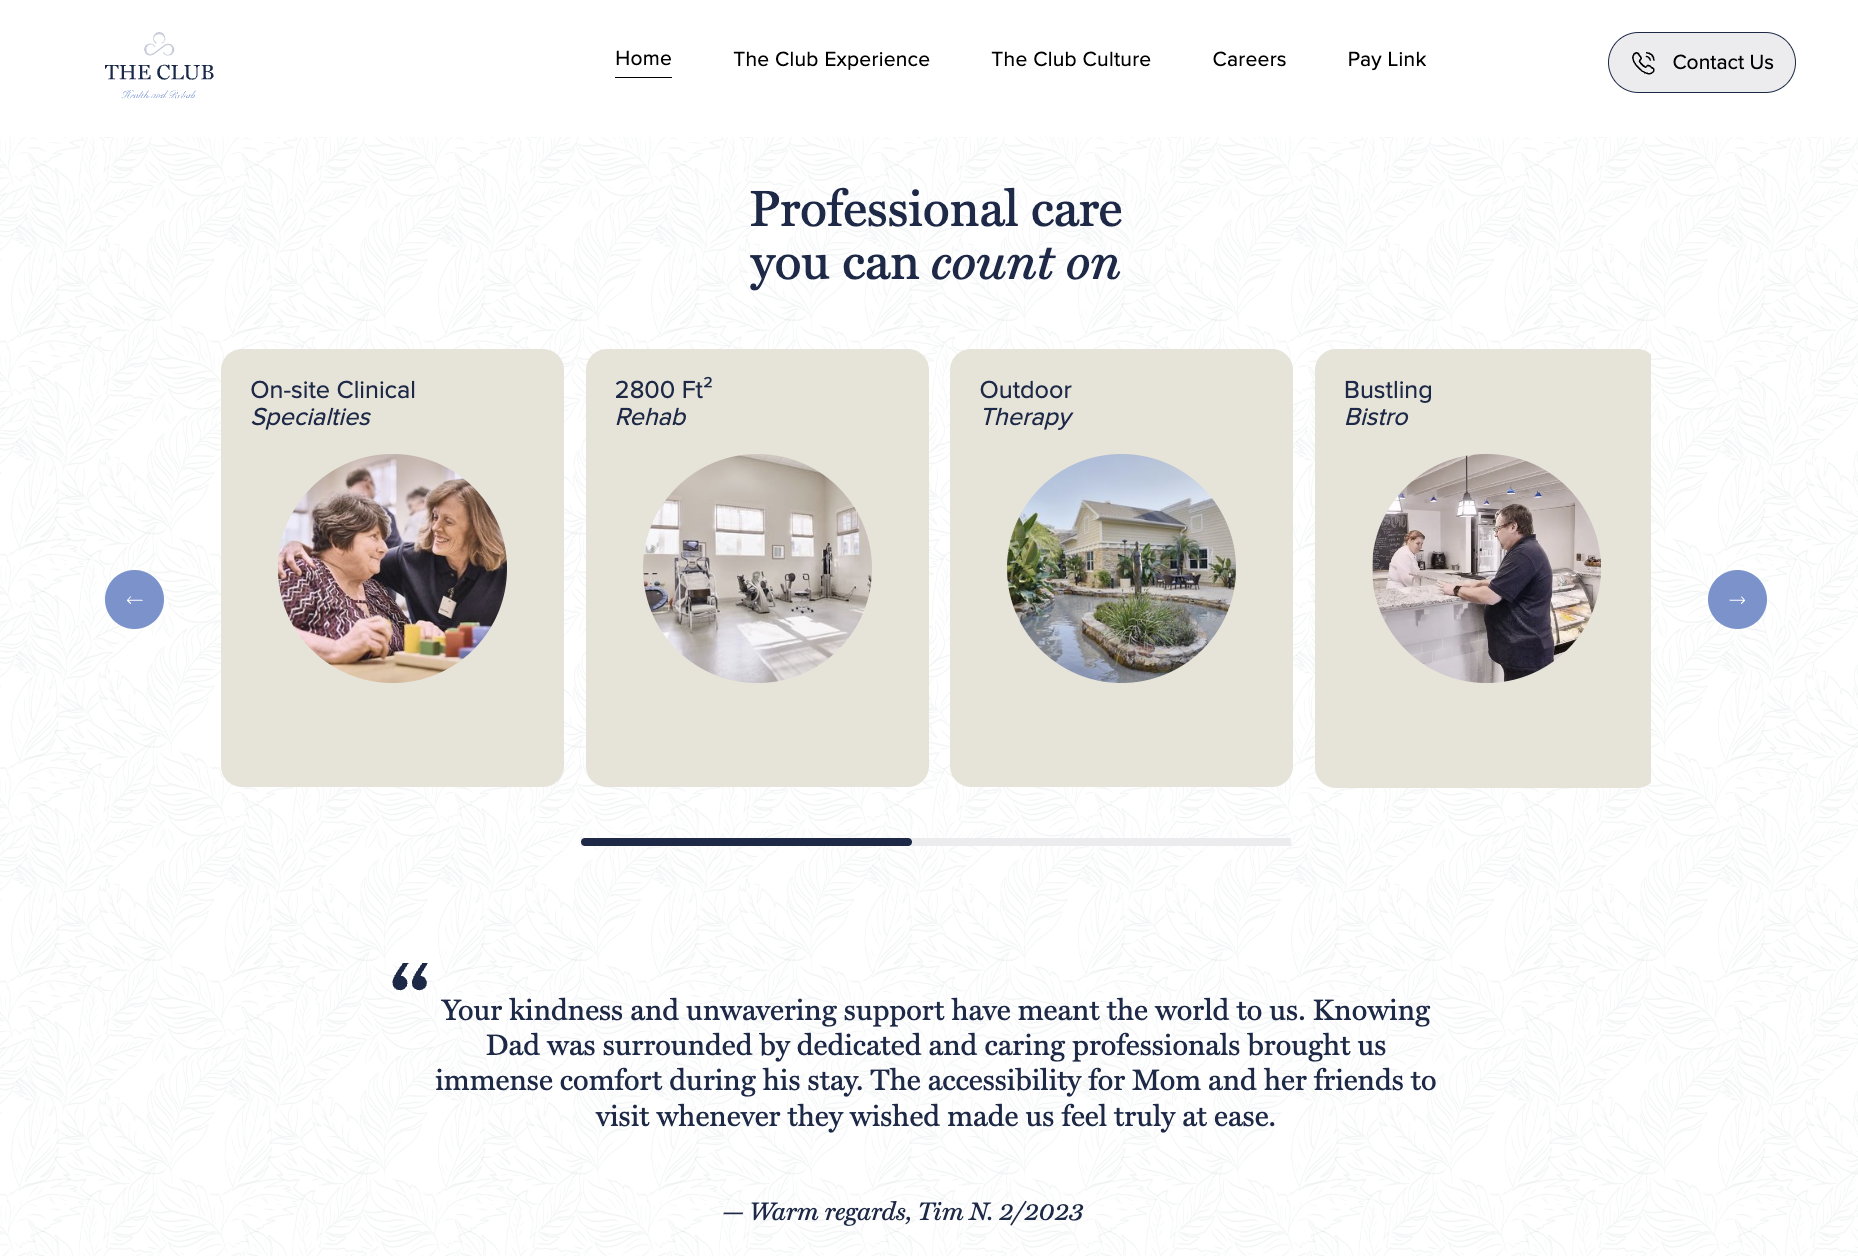 THE CLUB
Health and Rehab
Home
The Club Experience
The Club Culture
Careers
Pay Link
Contact Us
Professional care
you can count on
On-site Clinical
Specialties
2800 Ft²
Rehab
Outdoor
Therapy
Bustling
Bistro
“
Your kindness and unwavering support have meant the world to us. Knowing
Dad was surrounded by dedicated and caring professionals brought us
immense comfort during his stay. The accessibility for Mom and her friends to
visit whenever they wished made us feel truly at ease.
— Warm regards, Tim N. 2/2023